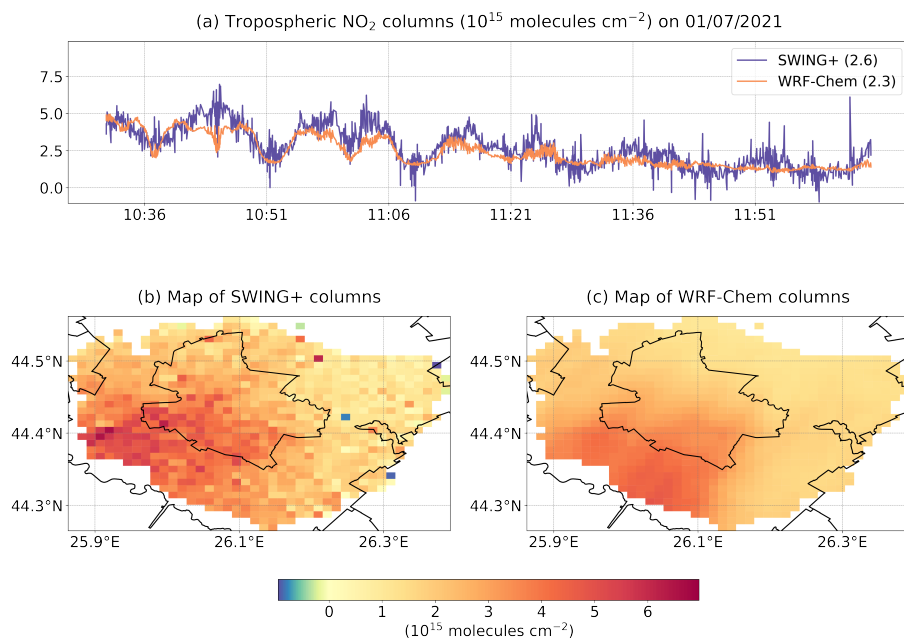 (a) Tropospheric NO₂ columns (10¹⁵ molecules cm⁻²) on 01/07/2021
SWING+ (2.6)
WRF-Chem (2.3)
7.5
5.0
2.5
0.0
10:36 10:51 11:06 11:21 11:36 11:51
(b) Map of SWING+ columns
(c) Map of WRF-Chem columns
44.5°N
44.4°N
44.3°N
25.9°E 26.1°E 26.3°E
44.5°N
44.4°N
44.3°N
25.9°E 26.1°E 26.3°E
0 1 2 3 4 5 6
(10¹⁵ molecules cm⁻²)